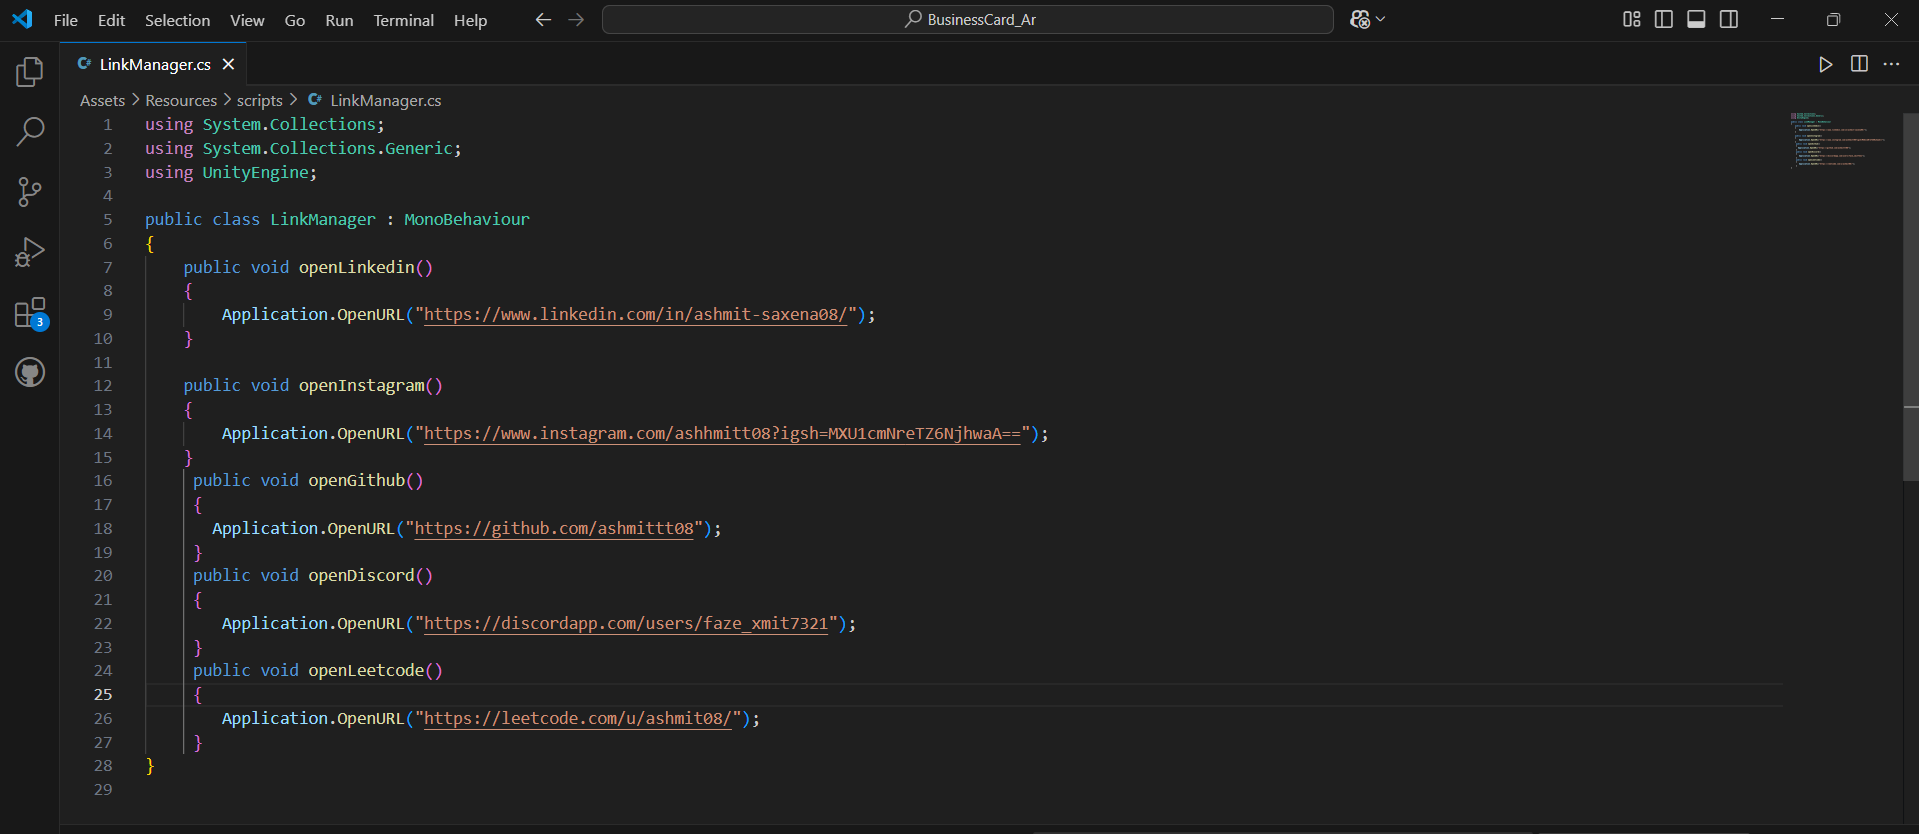 File Edit Selection View Go Run Terminal Help BusinessCard_Ar
LinkManager.cs
Assets > Resources > scripts > LinkManager.cs
1 using System.Collections;
2 using System.Collections.Generic;
3 using UnityEngine;
4
5 public class LinkManager : MonoBehaviour
6 {
7 public void openLinkedin()
8 {
9 Application.OpenURL("https://www.linkedin.com/in/ashmit-saxena08/");
10 }
11
12 public void openInstagram()
13 {
14 Application.OpenURL("https://www.instagram.com/ashhmitt08?igsh=MXU1cmNreTZ6NjhwaA==");
15 }
16 public void openGithub()
17 {
18 Application.OpenURL("https://github.com/ashmittt08");
19 }
20 public void openDiscord()
21 {
22 Application.OpenURL("https://discordapp.com/users/faze_xmit7321");
23 }
24 public void openLeetcode()
25 {
26 Application.OpenURL("https://leetcode.com/u/ashmit08/");
27 }
28 }
29
3